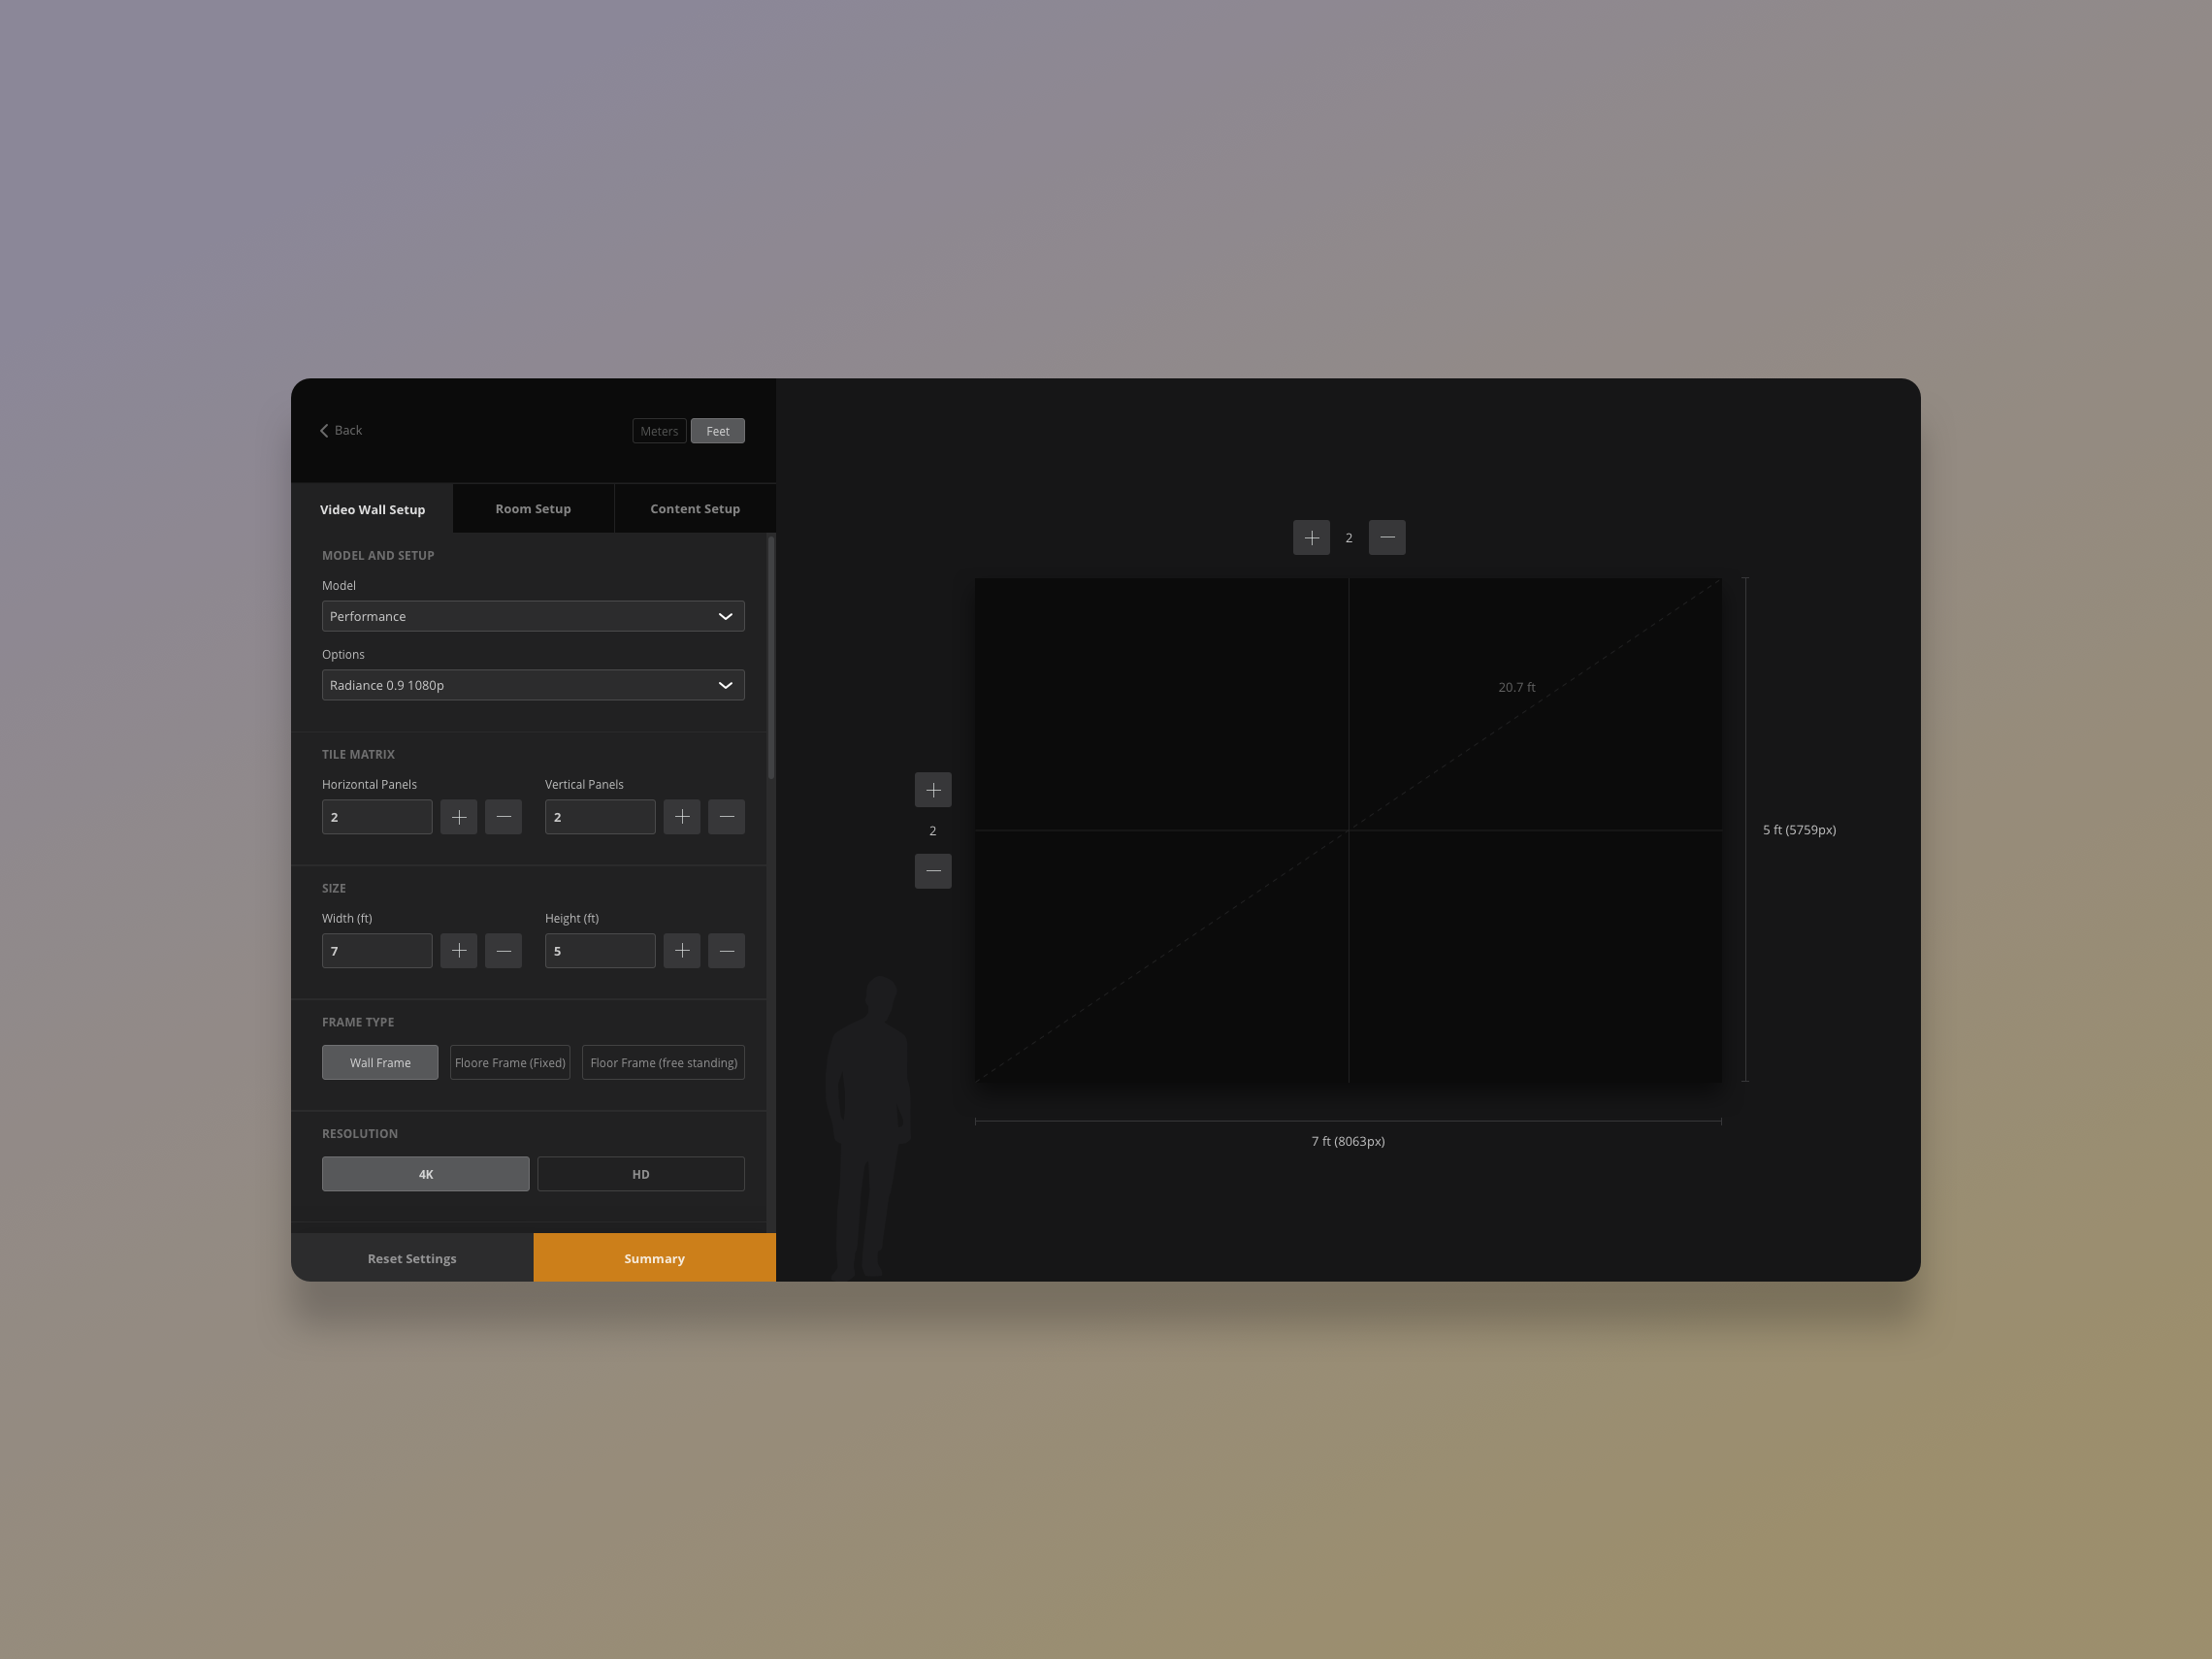 Back
Meters Feet
Video Wall Setup Room Setup Content Setup
MODEL AND SETUP
Model
Performance
Options
Radiance 0.9 1080p
TILE MATRIX
Horizontal Panels Vertical Panels
2 2
SIZE
Width (ft) Height (ft)
7 5
FRAME TYPE
Wall Frame Floore Frame (Fixed) Floor Frame (free standing)
RESOLUTION
4K HD
Reset Settings Summary
2
20.7 ft
2
5 ft (5759px)
7 ft (8063px)